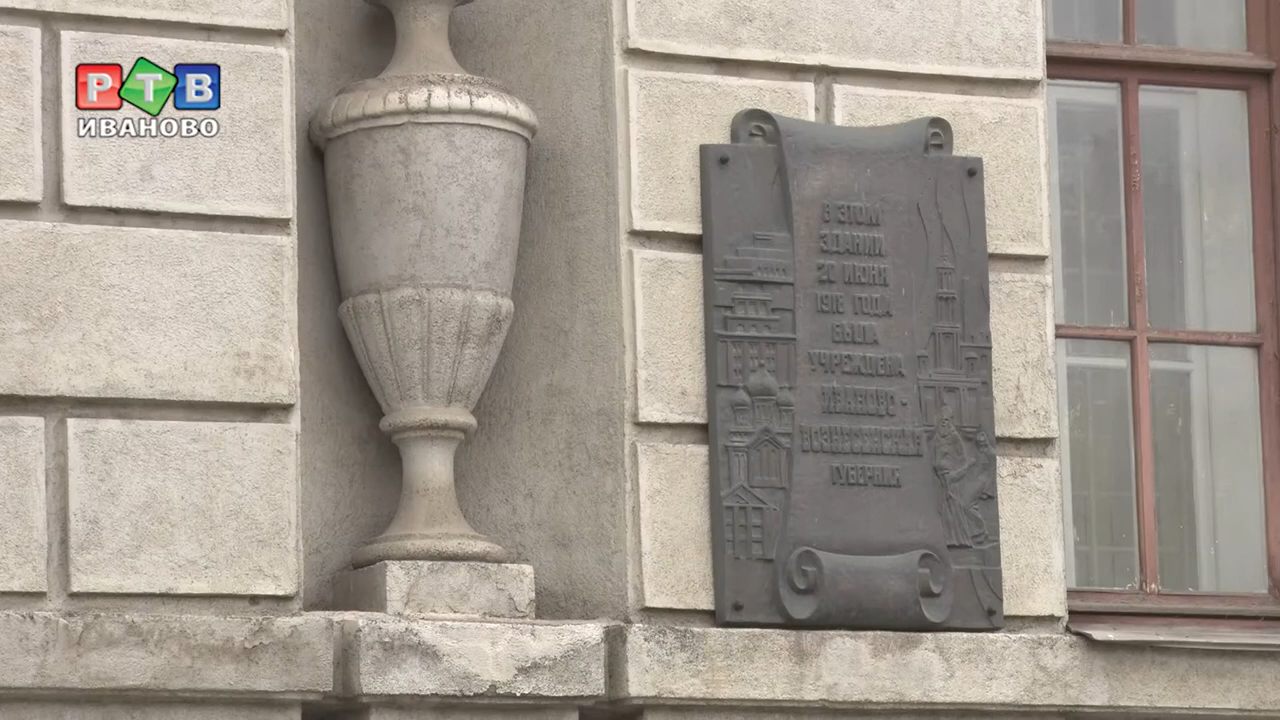 РТВ
ИВАНОВО
В ЭТОМ
ЗДАНИИ
20 ИЮНЯ
1918 ГОДА
БЫЛА
УЧРЕЖДЕНА
ИВАНОВО-
ВОЗНЕСЕНСКАЯ
ГУБЕРНИЯ